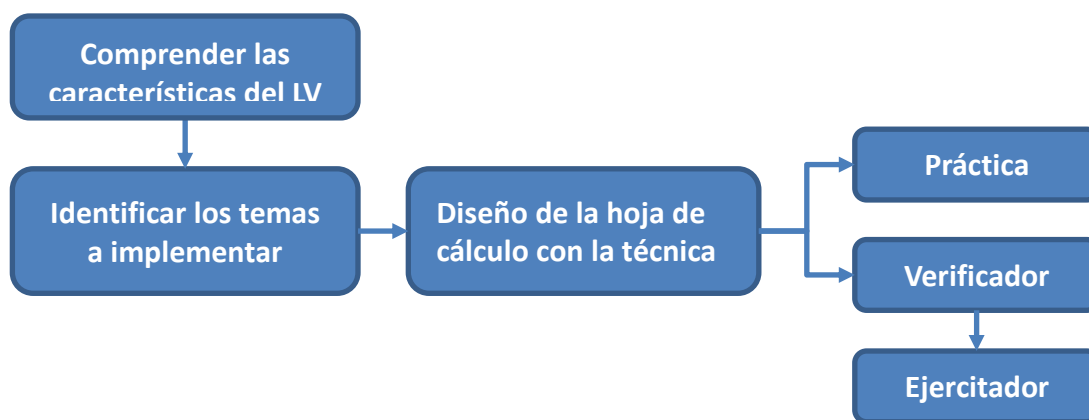 Comprender las
características del LV
Identificar los temas
a implementar
Diseño de la hoja de
cálculo con la técnica
Práctica
Verificador
Ejercitador